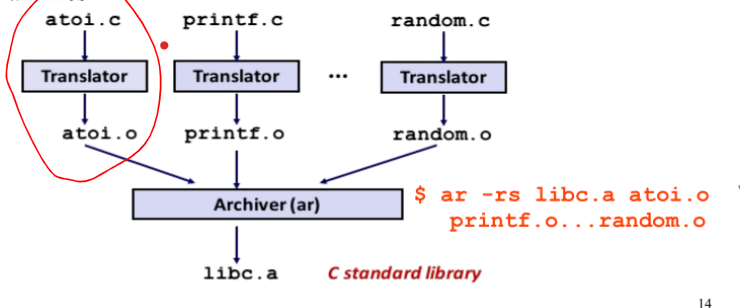 atoi.c printf.c random.c
Translator Translator ... Translator
atoi.o printf.o random.o
Archiver (ar)
$ ar -rs libc.a atoi.o
printf.o...random.o
libc.a C standard library
14